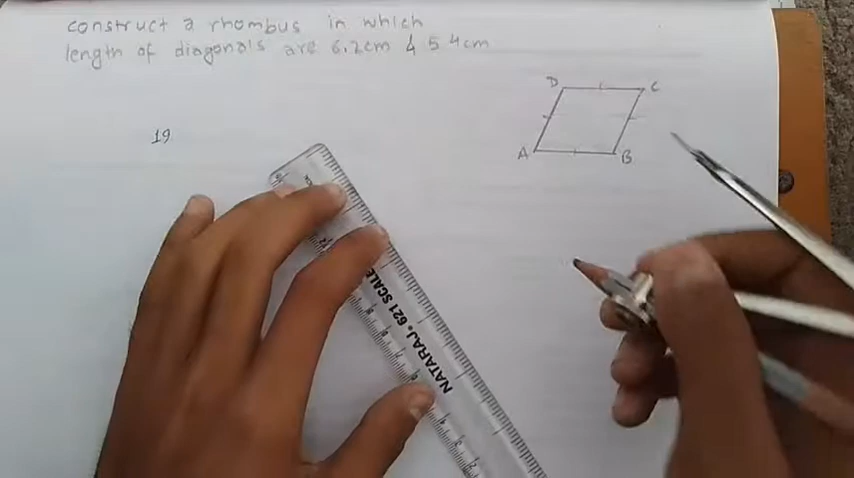 construct a rhombus in which
length of diagonals are 6.2cm & 5.4cm
D C
19
A B
NATARAJ. 621 SCALE